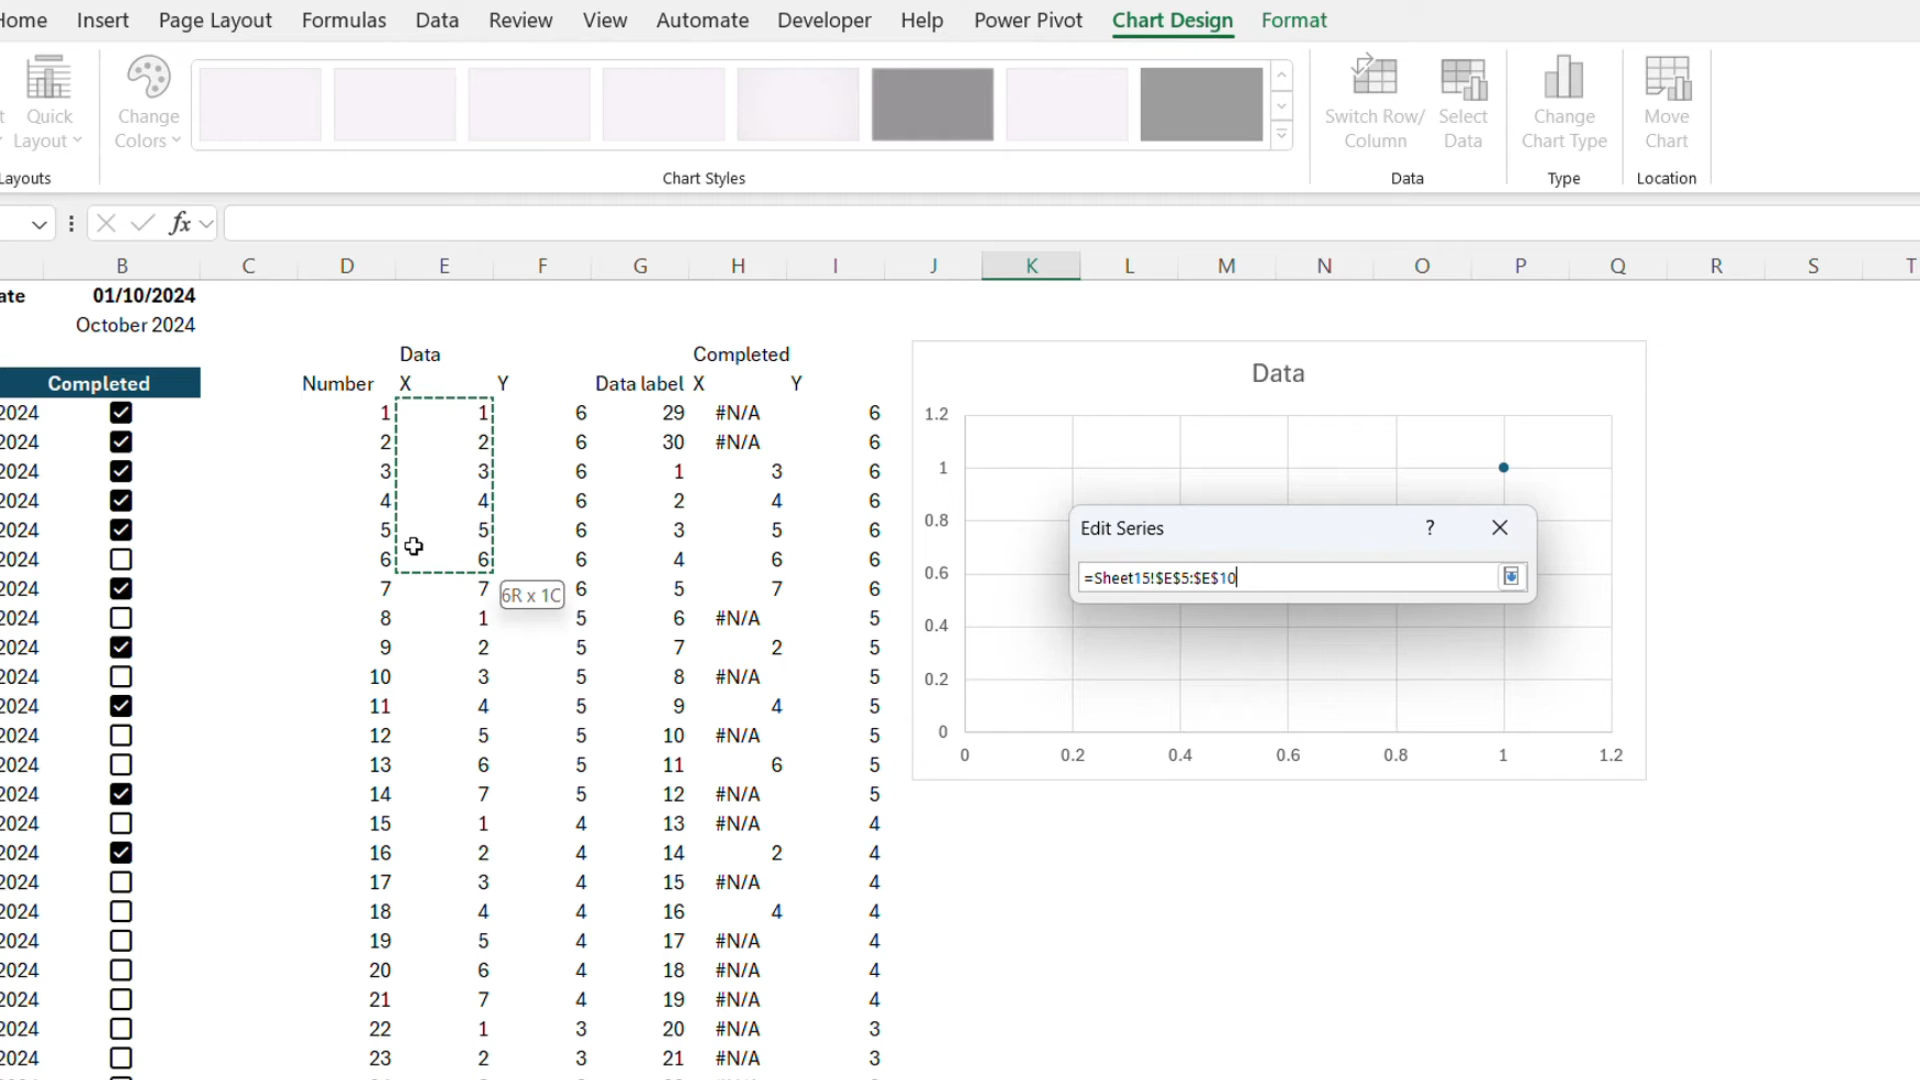 Home Insert Page Layout Formulas Data Review View Automate Developer Help Power Pivot Chart Design Format
Quick Layout
Change Colors
Switch Row/ Column
Select Data
Change Chart Type
Move Chart
Layouts Chart Styles Data Type Location
fx
B C D E F G H I J K L M N O P Q R S T
ate 01/10/2024
October 2024
Data Completed
Completed Number X Y Data label X Y
2024 1 1 6 29 #N/A 6
2024 2 2 6 30 #N/A 6
2024 3 3 6 1 3 6
2024 4 4 6 2 4 6
2024 5 5 6 3 5 6
2024 6 6 6 4 6 6
2024 7 7 6 5 7 6
2024 8 1 5 6 #N/A 5
2024 9 2 5 7 2 5
2024 10 3 5 8 #N/A 5
2024 11 4 5 9 4 5
2024 12 5 5 10 #N/A 5
2024 13 6 5 11 6 5
2024 14 7 5 12 #N/A 5
2024 15 1 4 13 #N/A 4
2024 16 2 4 14 2 4
2024 17 3 4 15 #N/A 4
2024 18 4 4 16 4 4
2024 19 5 4 17 #N/A 4
2024 20 6 4 18 #N/A 4
2024 21 7 4 19 #N/A 4
2024 22 1 3 20 #N/A 3
2024 23 2 3 21 #N/A 3
6R x 1C
Data
1.2
1
0.8
0.6
0.4
0.2
0
0 0.2 0.4 0.6 0.8 1 1.2
Edit Series ?
=Sheet15!$E$5:$E$10